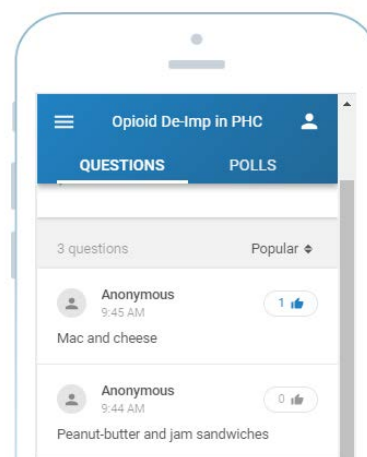 Opioid De-Imp in PHC
QUESTIONS POLLS
3 questions Popular
Anonymous 1
9:45 AM
Mac and cheese
Anonymous 0
9:44 AM
Peanut-butter and jam sandwiches